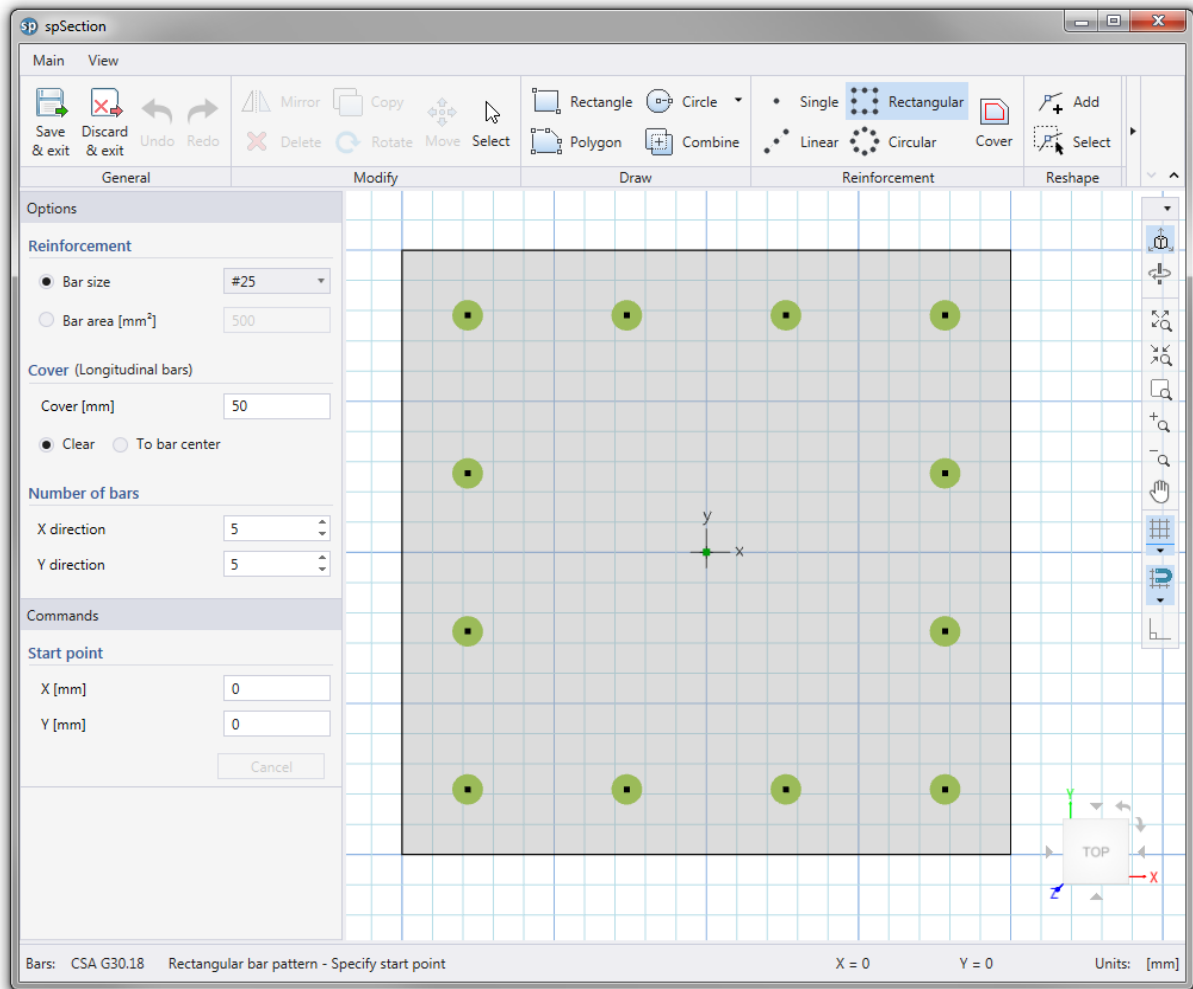 sp spSection
Main View
Save & exit
Discard & exit
Undo
Redo
Mirror
Copy
Delete
Rotate
Move
Select
Rectangle
Circle
Polygon
Combine
Single
Rectangular
Linear
Circular
Cover
Add
Select
General
Modify
Draw
Reinforcement
Reshape
Options
Reinforcement
Bar size #25
Bar area [mm²] 500
Cover (Longitudinal bars)
Cover [mm] 50
Clear To bar center
Number of bars
X direction 5
Y direction 5
Commands
Start point
X [mm] 0
Y [mm] 0
Cancel
y
x
Y
TOP
X
Z
Bars: CSA G30.18 Rectangular bar pattern - Specify start point X = 0 Y = 0 Units: [mm]